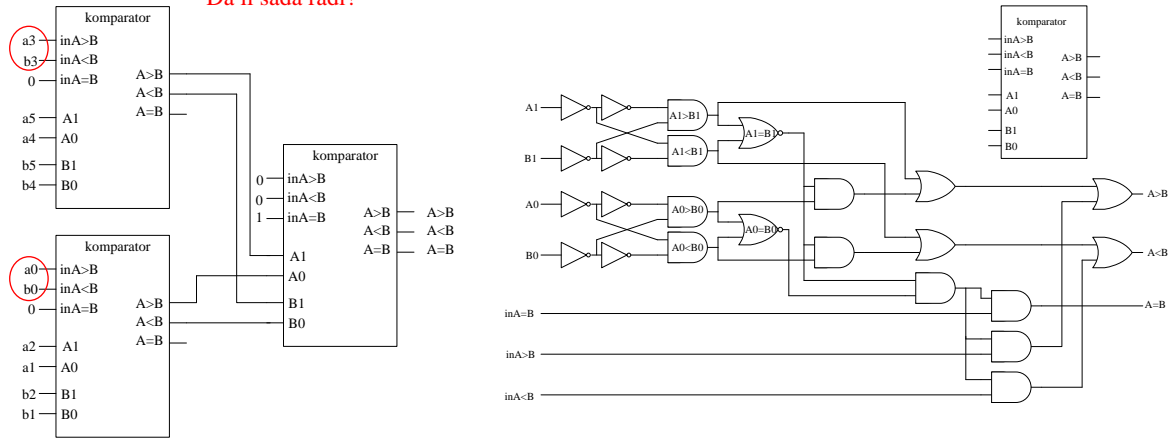 Da li sada radi?
komparator
a3 inA>B
b3 inA<B
0 inA=B
A>B
A<B
A=B
a5 A1
a4 A0
b5 B1
b4 B0
komparator
a0 inA>B
b0 inA<B
0 inA=B
A>B
A<B
A=B
a2 A1
a1 A0
b2 B1
b1 B0
komparator
0 inA>B
0 inA<B
1 inA=B
A>B A>B
A<B A<B
A=B A=B
A1
A0
B1
B0
komparator
inA>B
inA<B
inA=B
A>B
A<B
A=B
A1
A0
B1
B0
A1
A1>B1
A1=B1
B1
A1<B1
A0
A0>B0
A0=B0
B0
A0<B0
inA=B
inA>B
inA<B
A>B
A<B
A=B